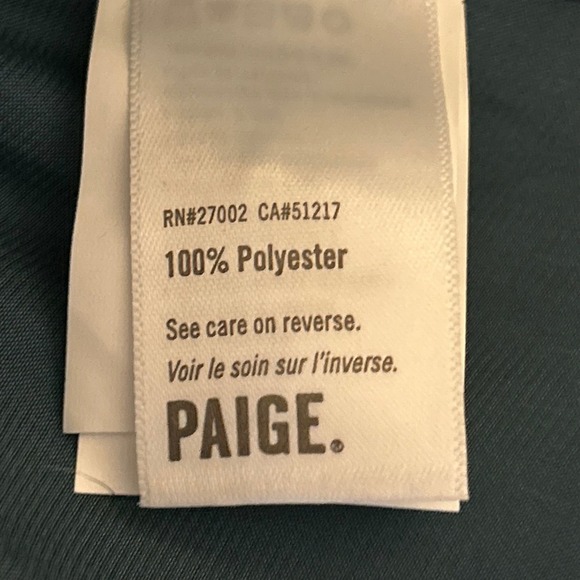 RN#27002 CA#51217
100% Polyester
See care on reverse.
Voir le soin sur l'inverse.
PAIGE.®